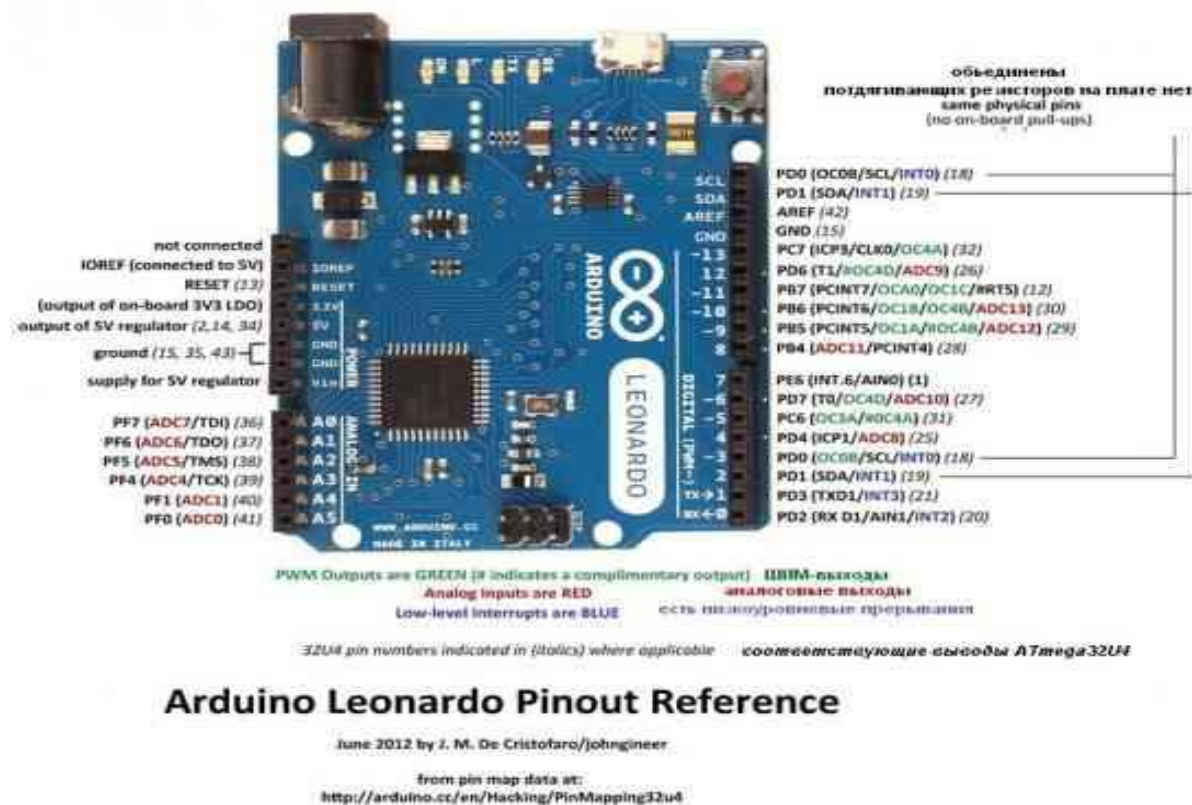 обьединены
потдягивающих резисторов на плате нет
same physical pins
(no on-board pull-ups)
PD0 (OC0B/SCL/INT0) (18)
PD1 (SDA/INT1) (19)
AREF (42)
GND (15)
PC7 (ICP3/CLK0/OC4A) (32)
PD6 (T1/#OC4D/ADC9) (26)
PB7 (PCINT7/OCA0/OC1C/#RTS) (12)
PB6 (PCINT6/OC1B/OC4B/ADC13) (30)
PB5 (PCINT5/OC1A/#OC4B/ADC12) (29)
PB4 (ADC11/PCINT4) (28)
PE6 (INT.6/AIN0) (1)
PD7 (T0/OC4D/ADC10) (27)
PC6 (OC3A/#OC4A) (31)
PD4 (ICP1/ADC8) (25)
PD0 (OC0B/SCL/INT0) (18)
PD1 (SDA/INT1) (19)
PD3 (TXD1/INT3) (21)
PD2 (RX D1/AIN1/INT2) (20)
not connected
IOREF (connected to 5V)
RESET (13)
(output of on-board 3V3 LDO)
output of 5V regulator (2,14, 34)
ground (15, 35, 43)
supply for 5V regulator
PF7 (ADC7/TDI) (36)
PF6 (ADC6/TDO) (37)
PF5 (ADC5/TMS) (38)
PF4 (ADC4/TCK) (39)
PF1 (ADC1) (40)
PF0 (ADC0) (41)
ON L TX RX
SCL
SDA
AREF
GND
~13
12
~11
~10
~9
8
7
~6
~5
4
~3
2
TX→1
RX←0
DIGITAL (PWM~)
ARDUINO
LEONARDO
IOREF
RESET
3.3V
5V
GND
GND
Vin
POWER
A0
A1
A2
A3
A4
A5
ANALOG IN
ICSP
WWW.ARDUINO.CC
MADE IN ITALY
PWM Outputs are GREEN (# indicates a complimentary output) ШИМ-выходы
Analog Inputs are RED аналоговые выходы
Low-level Interrupts are BLUE есть низкоуровневые прерывания
32U4 pin numbers indicated in (italics) where applicable соответствующие выводы ATmega32U4
Arduino Leonardo Pinout Reference
June 2012 by J. M. De Cristofaro/johngineer
from pin map data at:
http://arduino.cc/en/Hacking/PinMapping32u4